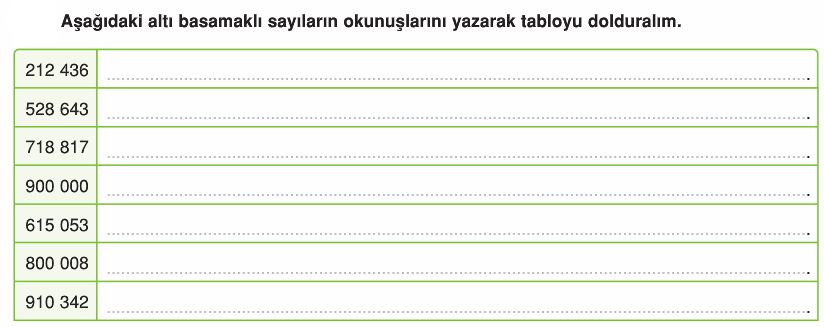 Aşağıdaki altı basamaklı sayıların okunuşlarını yazarak tabloyu dolduralım.
212 436 .
528 643 .
718 817 .
900 000 .
615 053 .
800 008 .
910 342 .